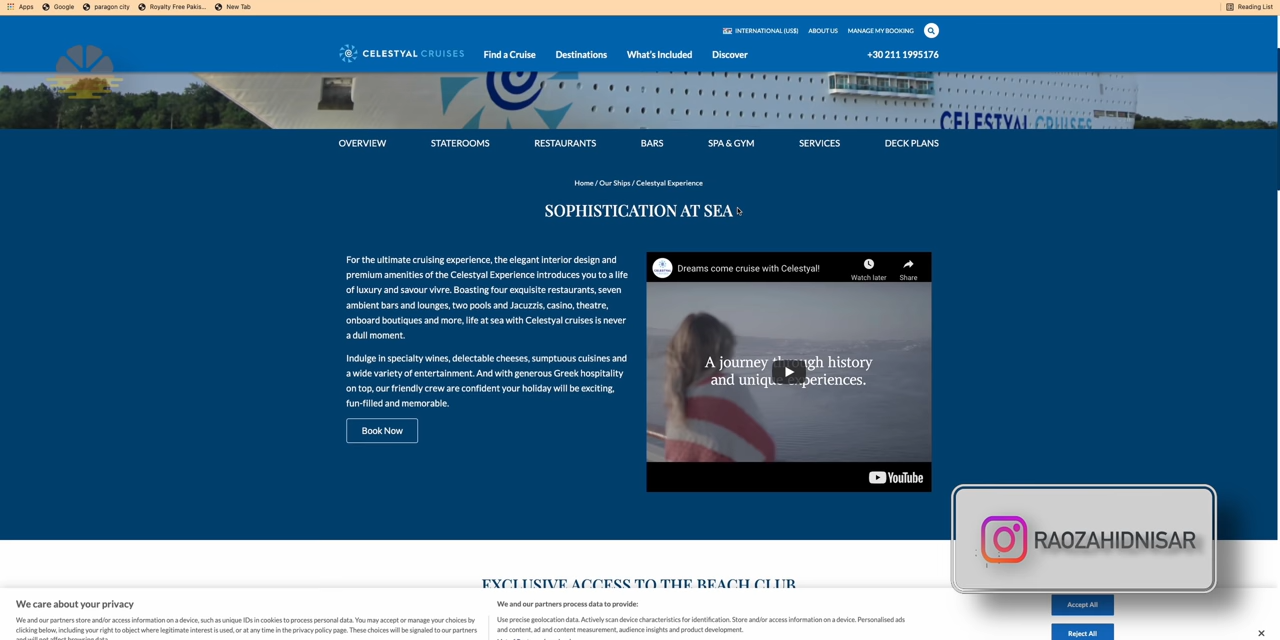 Apps Google paragon city Royalty Free Pakis... New Tab Reading List
INTERNATIONAL (US$) ABOUT US MANAGE MY BOOKING
CELESTYAL CRUISES Find a Cruise Destinations What's Included Discover +30 211 1995176
CELESTYAL CRUISES
OVERVIEW STATEROOMS RESTAURANTS BARS SPA & GYM SERVICES DECK PLANS
Home / Our Ships / Celestyal Experience
SOPHISTICATION AT SEA
For the ultimate cruising experience, the elegant interior design and
premium amenities of the Celestyal Experience introduces you to a life
of luxury and savour vivre. Boasting four exquisite restaurants, seven
ambient bars and lounges, two pools and Jacuzzis, casino, theatre,
onboard boutiques and more, life at sea with Celestyal cruises is never
a dull moment.
Indulge in specialty wines, delectable cheeses, sumptuous cuisines and
a wide variety of entertainment. And with generous Greek hospitality
on top, our friendly crew are confident your holiday will be exciting,
fun-filled and memorable.
Book Now
Dreams come cruise with Celestyal!
Watch later Share
A journey through history
and unique experiences.
YouTube
RAOZAHIDNISAR
EXCLUSIVE ACCESS TO THE BEACH CLUB
We care about your privacy
We and our partners store and/or access information on a device, such as unique IDs in cookies to process personal data. You may accept or manage your choices by
clicking below, including your right to object where legitimate interest is used, or at any time in the privacy policy page. These choices will be signaled to our partners
and will not affect browsing data.
We and our partners process data to provide:
Use precise geolocation data. Actively scan device characteristics for identification. Store and/or access information on a device. Personalised ads
and content, ad and content measurement, audience insights and product development.
Accept All
Reject All